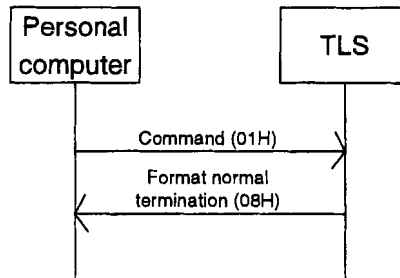 Personal
computer
TLS
Command (01H)
Format normal
termination (08H)